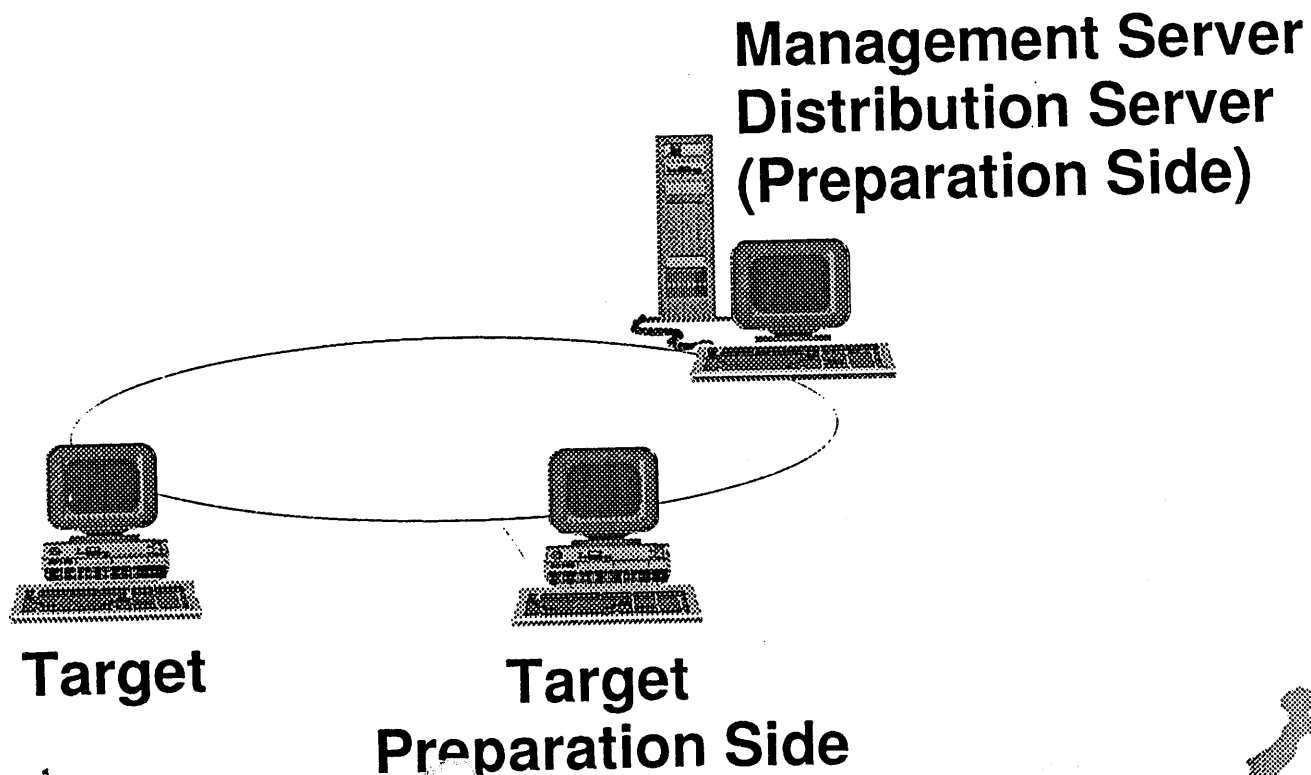 Management Server
Distribution Server
(Preparation Side)
Target
Target
Preparation Side